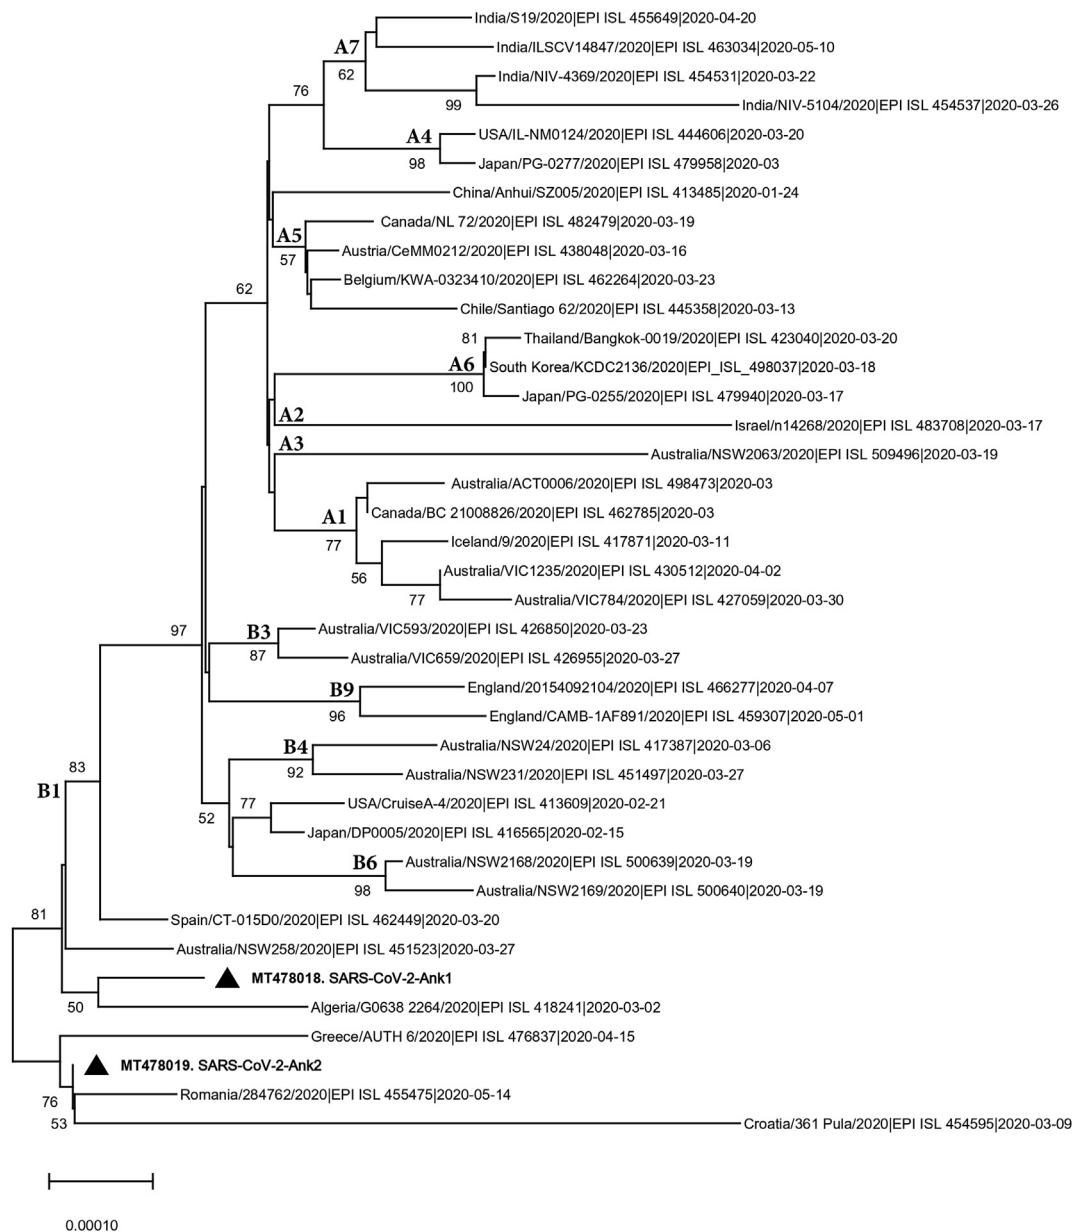 India/S19/2020|EPI ISL 455649|2020-04-20
A7 India/ILSCV14847/2020|EPI ISL 463034|2020-05-10
62 India/NIV-4369/2020|EPI ISL 454531|2020-03-22
76
99 India/NIV-5104/2020|EPI ISL 454537|2020-03-26
A4 USA/IL-NM0124/2020|EPI ISL 444606|2020-03-20
98 Japan/PG-0277/2020|EPI ISL 479958|2020-03
China/Anhui/SZ005/2020|EPI ISL 413485|2020-01-24
Canada/NL 72/2020|EPI ISL 482479|2020-03-19
A5
57 Austria/CeMM0212/2020|EPI ISL 438048|2020-03-16
Belgium/KWA-0323410/2020|EPI ISL 462264|2020-03-23
62
Chile/Santiago 62/2020|EPI ISL 445358|2020-03-13
81 Thailand/Bangkok-0019/2020|EPI ISL 423040|2020-03-20
A6 South Korea/KCDC2136/2020|EPI_ISL_498037|2020-03-18
100 Japan/PG-0255/2020|EPI ISL 479940|2020-03-17
A2 Israel/n14268/2020|EPI ISL 483708|2020-03-17
A3 Australia/NSW2063/2020|EPI ISL 509496|2020-03-19
Australia/ACT0006/2020|EPI ISL 498473|2020-03
A1 Canada/BC 21008826/2020|EPI ISL 462785|2020-03
77 Iceland/9/2020|EPI ISL 417871|2020-03-11
56 Australia/VIC1235/2020|EPI ISL 430512|2020-04-02
77 Australia/VIC784/2020|EPI ISL 427059|2020-03-30
97 B3 Australia/VIC593/2020|EPI ISL 426850|2020-03-23
87 Australia/VIC659/2020|EPI ISL 426955|2020-03-27
B9 England/20154092104/2020|EPI ISL 466277|2020-04-07
96 England/CAMB-1AF891/2020|EPI ISL 459307|2020-05-01
B4 Australia/NSW24/2020|EPI ISL 417387|2020-03-06
83 92 Australia/NSW231/2020|EPI ISL 451497|2020-03-27
B1
52 77 USA/CruiseA-4/2020|EPI ISL 413609|2020-02-21
Japan/DP0005/2020|EPI ISL 416565|2020-02-15
B6 Australia/NSW2168/2020|EPI ISL 500639|2020-03-19
98 Australia/NSW2169/2020|EPI ISL 500640|2020-03-19
81 Spain/CT-015D0/2020|EPI ISL 462449|2020-03-20
Australia/NSW258/2020|EPI ISL 451523|2020-03-27
MT478018. SARS-CoV-2-Ank1
50 Algeria/G0638 2264/2020|EPI ISL 418241|2020-03-02
Greece/AUTH 6/2020|EPI ISL 476837|2020-04-15
MT478019. SARS-CoV-2-Ank2
76 Romania/284762/2020|EPI ISL 455475|2020-05-14
53 Croatia/361 Pula/2020|EPI ISL 454595|2020-03-09
0.00010